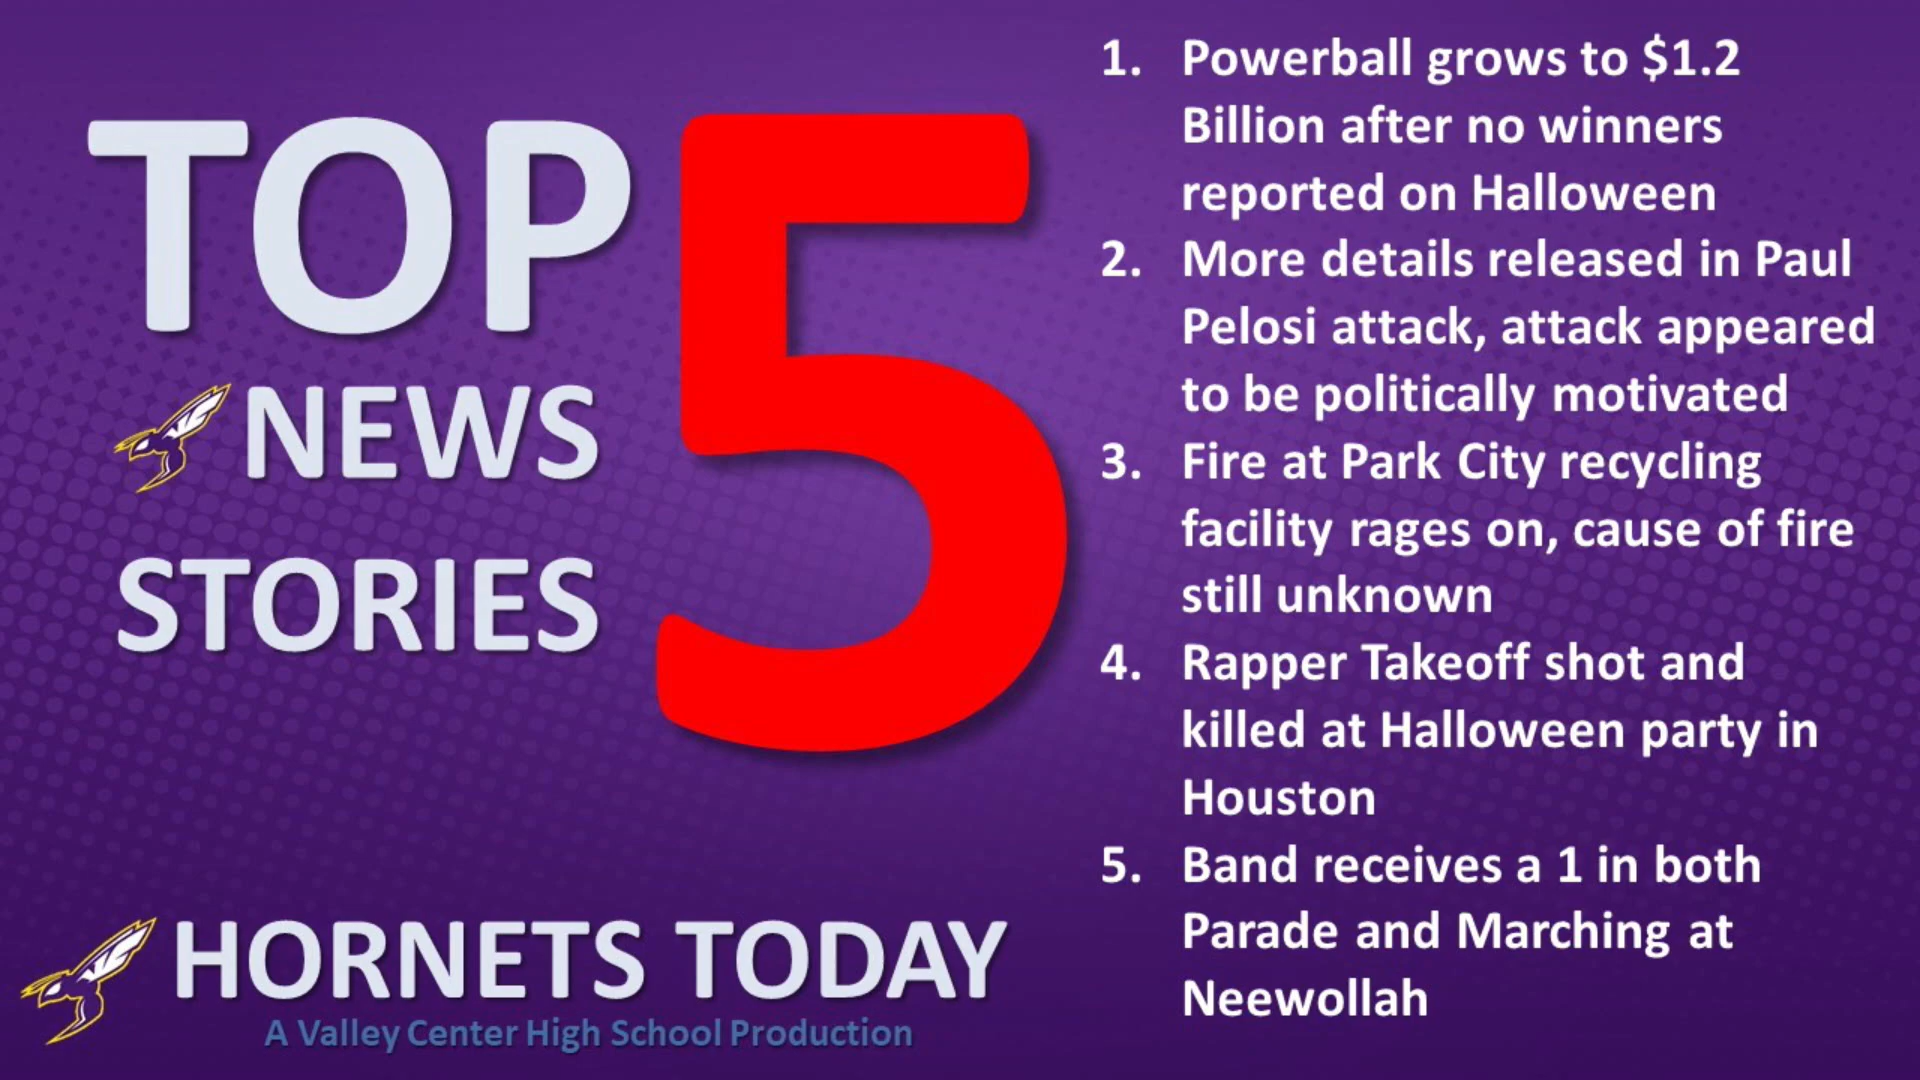 TOP 5
NEWS
STORIES
1. Powerball grows to $1.2
Billion after no winners
reported on Halloween
2. More details released in Paul
Pelosi attack, attack appeared
to be politically motivated
3. Fire at Park City recycling
facility rages on, cause of fire
still unknown
4. Rapper Takeoff shot and
killed at Halloween party in
Houston
5. Band receives a 1 in both
Parade and Marching at
Neewollah
HORNETS TODAY
A Valley Center High School Production